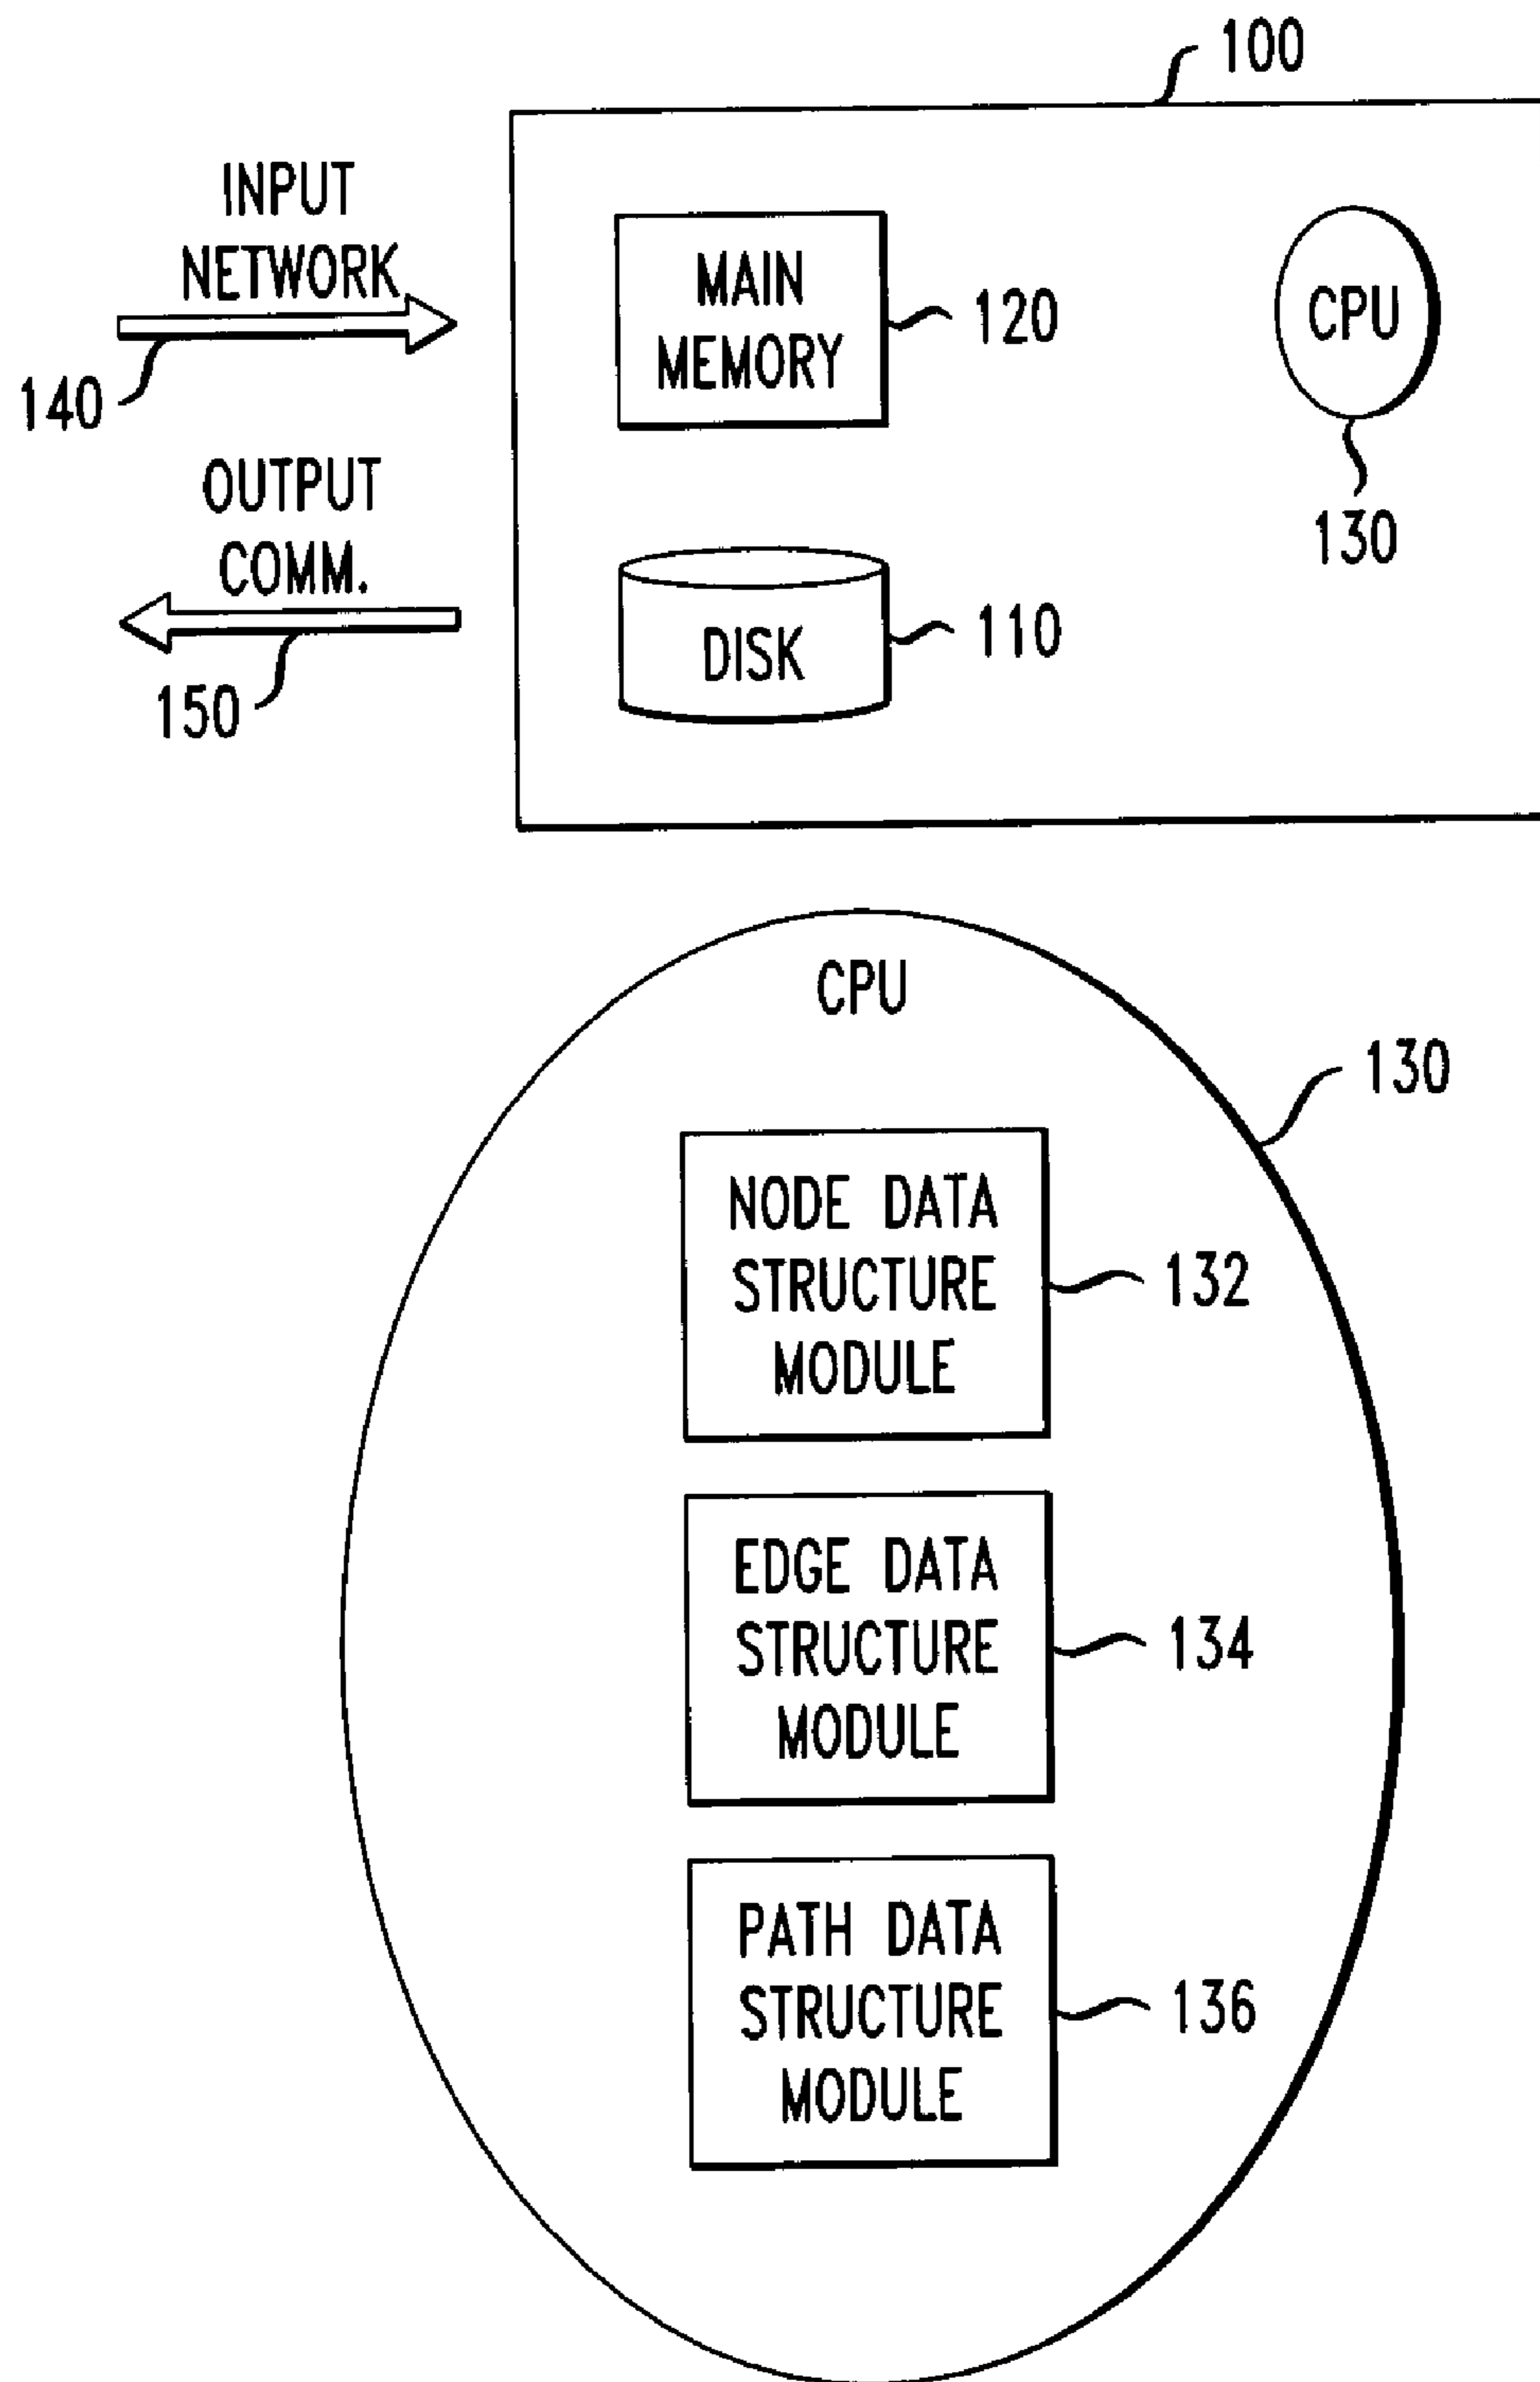 100
INPUT
NETWORK
140
MAIN
MEMORY
120
CPU
130
OUTPUT
COMM.
150
DISK
110
CPU
130
NODE DATA
STRUCTURE
MODULE
132
EDGE DATA
STRUCTURE
MODULE
134
PATH DATA
STRUCTURE
MODULE
136